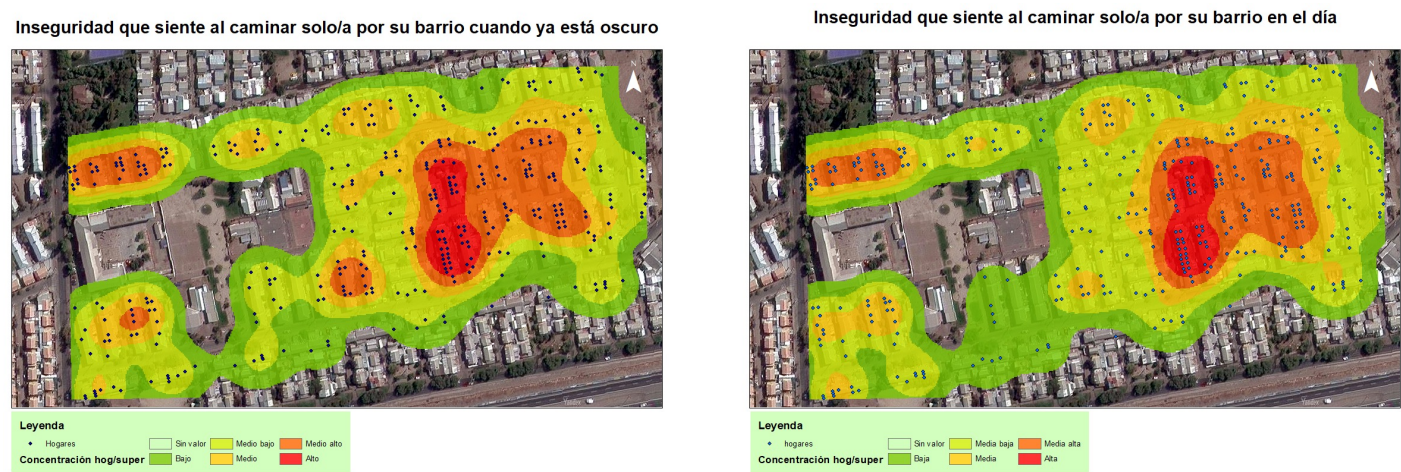 Inseguridad que siente al caminar solo/a por su barrio cuando ya está oscuro
N
Leyenda
Hogares
Concentración hog/super
Sin valor
Bajo
Medio bajo
Medio
Medio alto
Alto
Inseguridad que siente al caminar solo/a por su barrio en el día
N
Leyenda
hogares
Concentración hog/super
Sin valor
Baja
Media baja
Media
Media alta
Alta